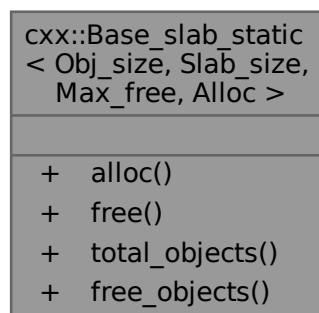 cxx::Base_slab_static
< Obj_size, Slab_size,
Max_free, Alloc >
+ alloc()
+ free()
+ total_objects()
+ free_objects()